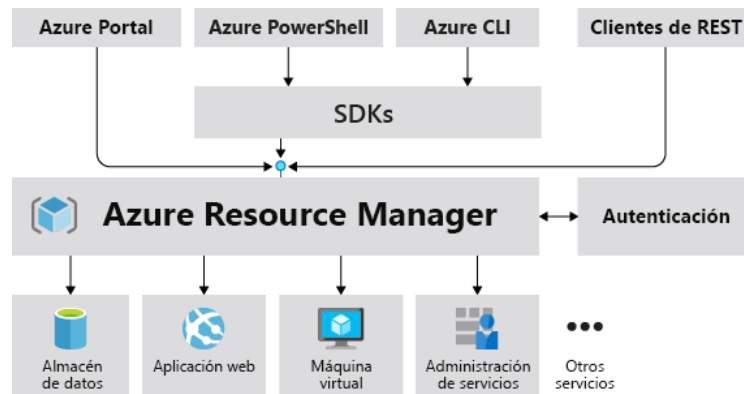 Azure Portal
Azure PowerShell
Azure CLI
Clientes de REST
SDKs
Azure Resource Manager
Autenticación
Almacén
de datos
Aplicación web
Máquina
virtual
Administración
de servicios
Otros
servicios